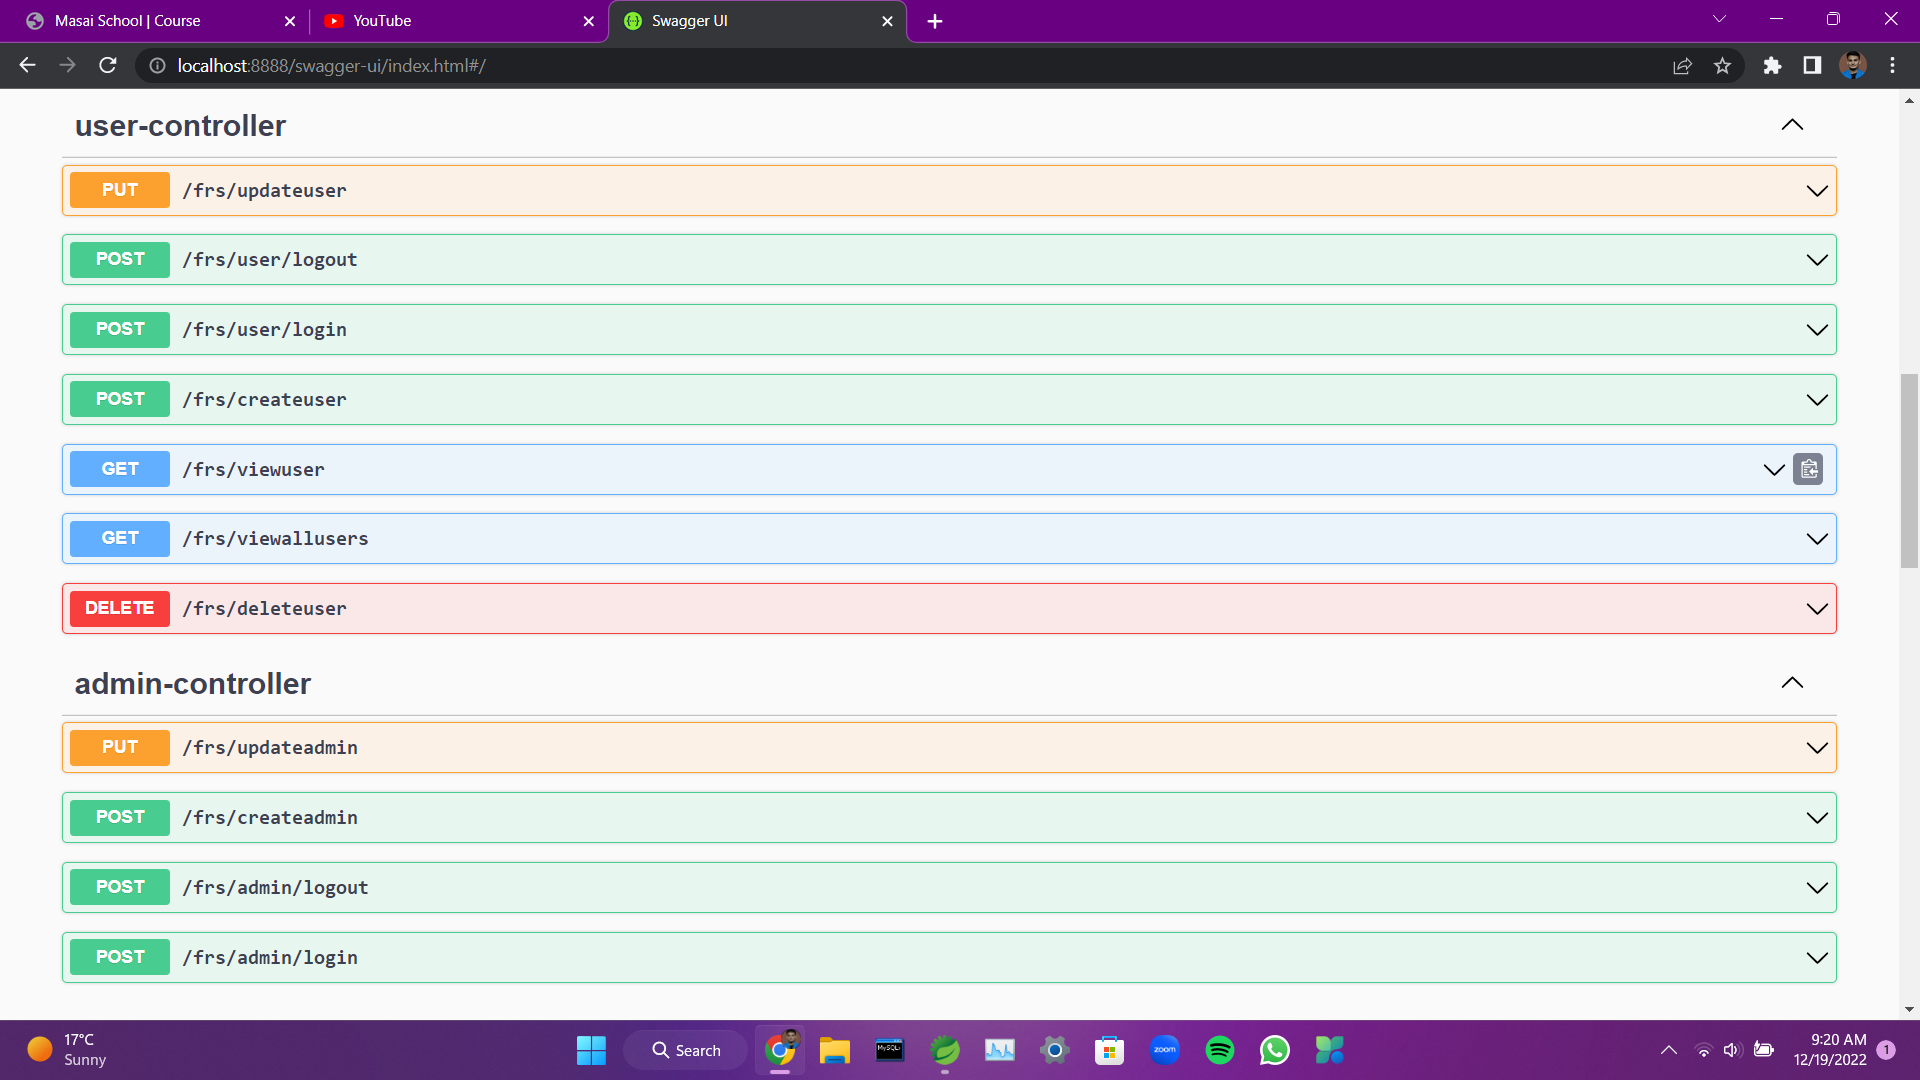 Masai School | Course
YouTube
Swagger UI
localhost:8888/swagger-ui/index.html#/
user-controller
PUT /frs/updateuser
POST /frs/user/logout
POST /frs/user/login
POST /frs/createuser
GET /frs/viewuser
GET /frs/viewallusers
DELETE /frs/deleteuser
admin-controller
PUT /frs/updateadmin
POST /frs/createadmin
POST /frs/admin/logout
POST /frs/admin/login
17°C
Sunny
Search
MySQL
zoom
9:20 AM
12/19/2022
1